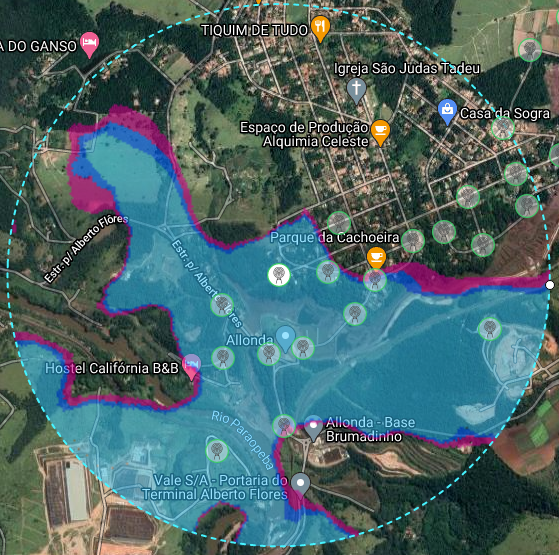 TIQUIM DE TUDO
A DO GANSO
Igreja São Judas Tadeu
Casa da Sogra
Espaço de Produção
Alquimia Celeste
Estr. p/ Alberto Flores
Parque da Cachoeira
Estr. p/ Alberto Flores
Allonda
Hostel Califórnia B&B
Rio Paraopeba
Allonda - Base
Brumadinho
Vale S/A - Portaria do
Terminal Alberto Flores